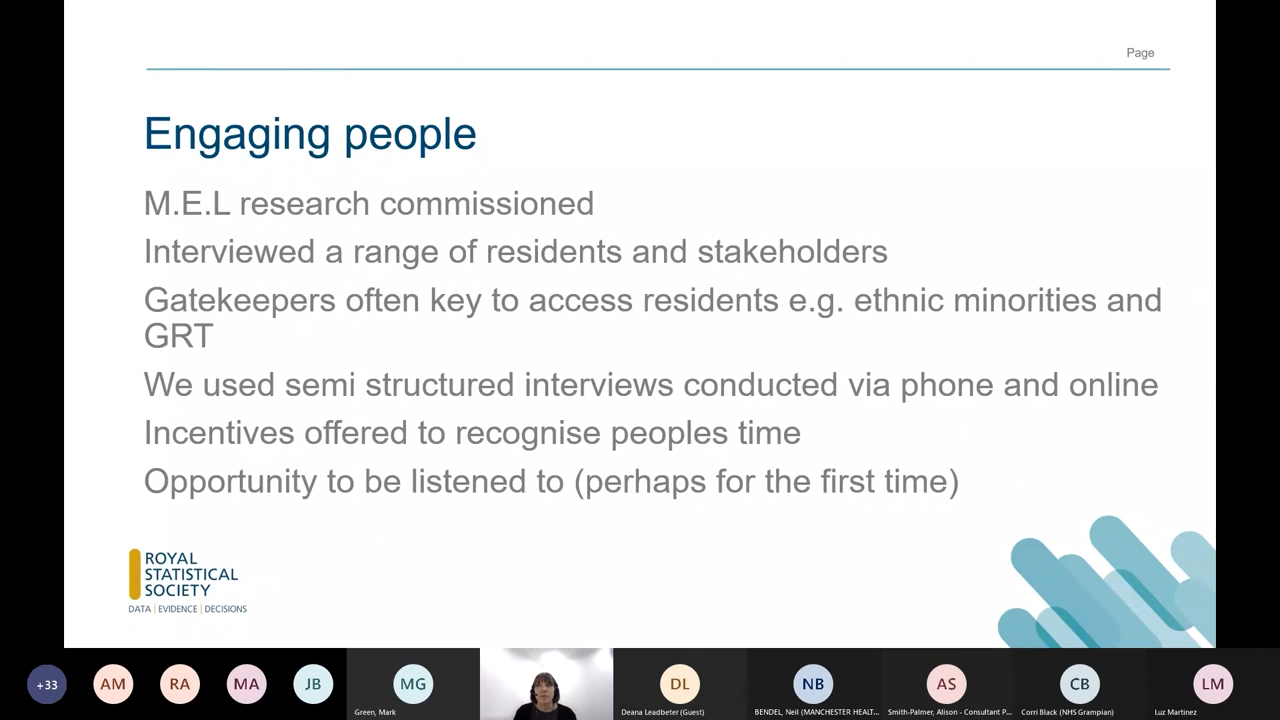 Page
Engaging people
M.E.L research commissioned
Interviewed a range of residents and stakeholders
Gatekeepers often key to access residents e.g. ethnic minorities and
GRT
We used semi structured interviews conducted via phone and online
Incentives offered to recognise peoples time
Opportunity to be listened to (perhaps for the first time)
ROYAL
STATISTICAL
SOCIETY
DATA | EVIDENCE | DECISIONS
+33
AM
RA
MA
JB
MG
Green, Mark
DL
Deana Leadbeter (Guest)
NB
BENDEL, Neil (MANCHESTER HEALT...
AS
Smith-Palmer, Alison - Consultant P...
CB
Corri Black (NHS Grampian)
LM
Luz Martinez